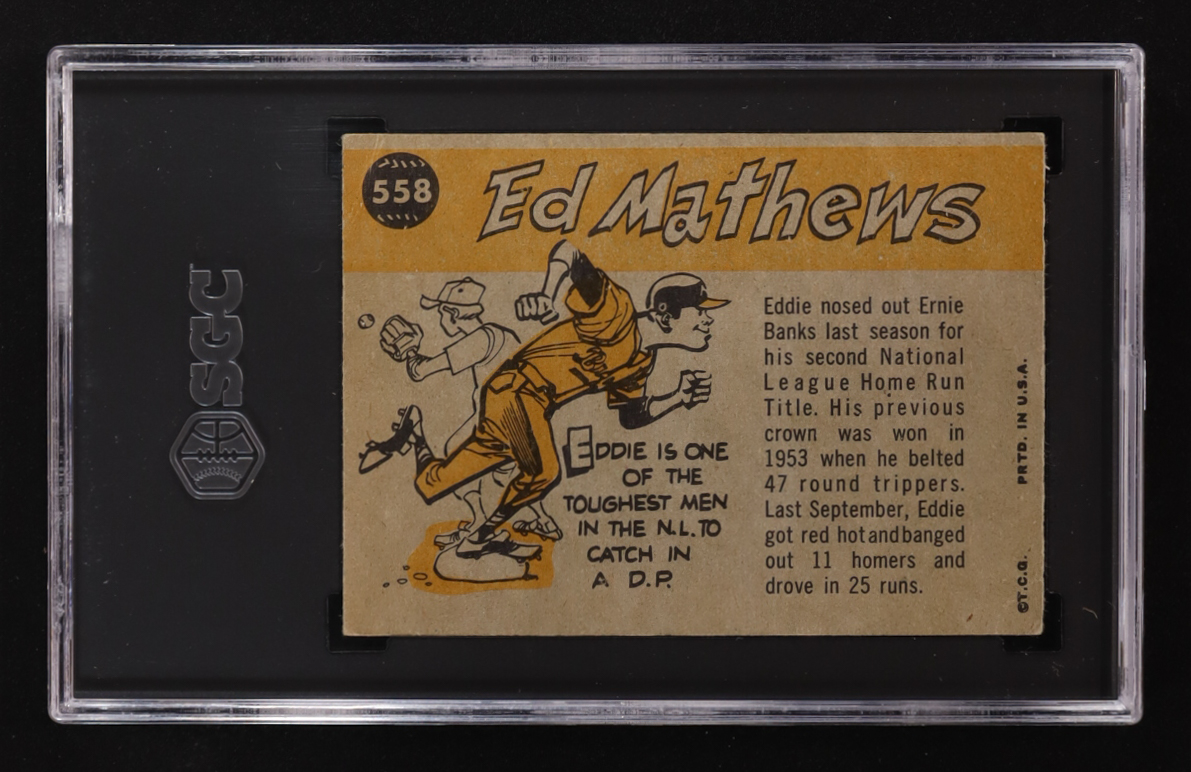 558
Ed Mathews
EDDIE IS ONE
OF THE
TOUGHEST MEN
IN THE N.L. TO
CATCH IN
A D.P.
Eddie nosed out Ernie
Banks last season for
his second National
League Home Run
Title. His previous
crown was won in
1953 when he belted
47 round trippers.
Last September, Eddie
got red hot and banged
out 11 homers and
drove in 25 runs.
©T.C.G. PRTD. IN U.S.A.
SGC